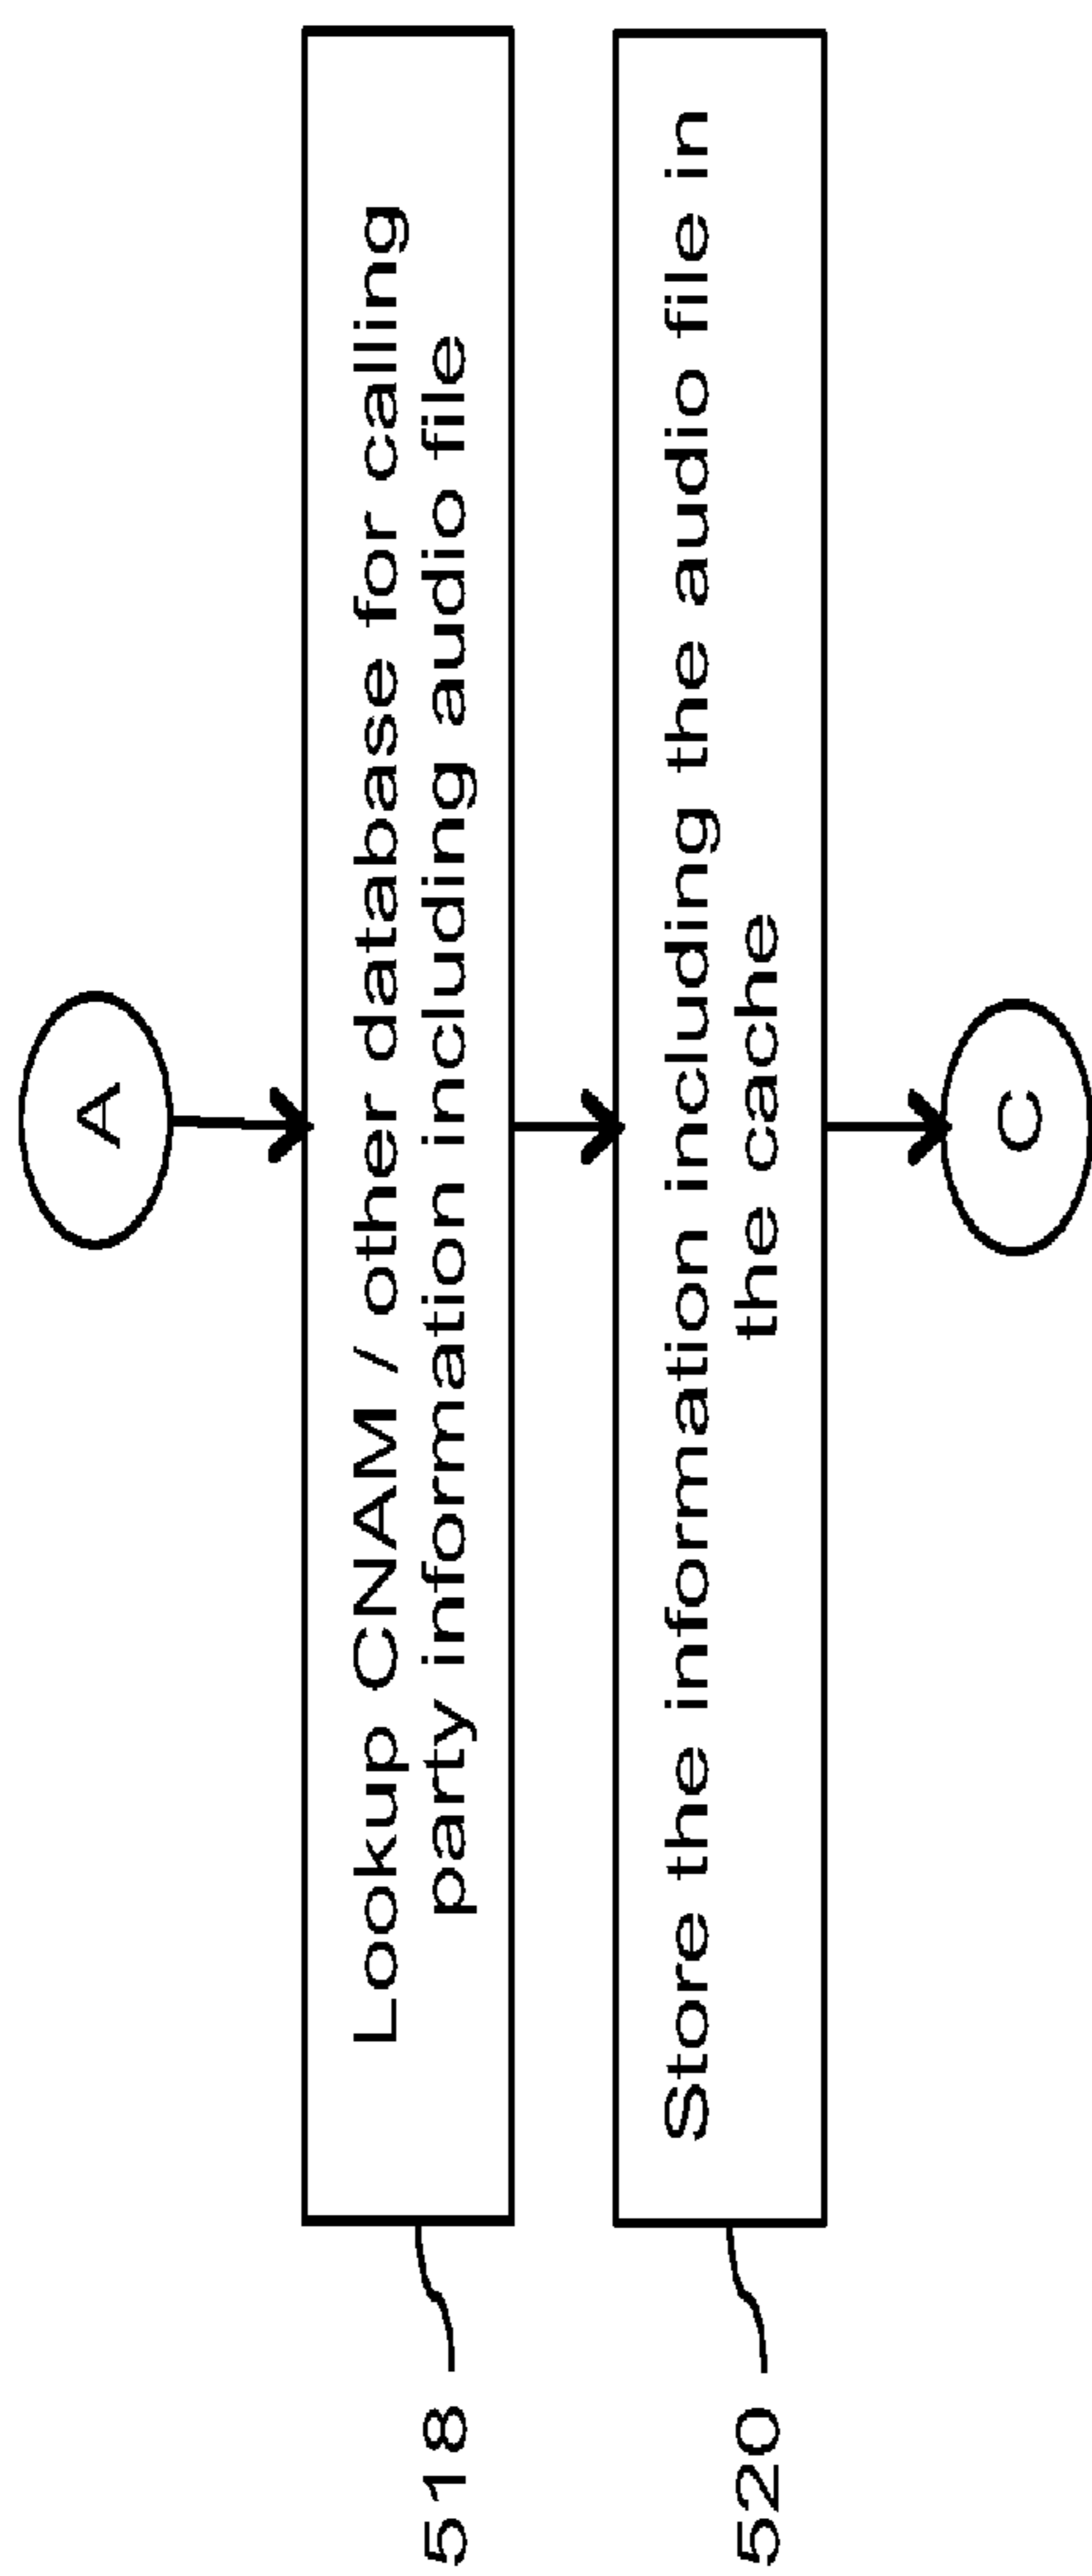 A
Lookup CNAM / other database for calling
party information including audio file
518
Store the information including the audio file in
the cache
520
C